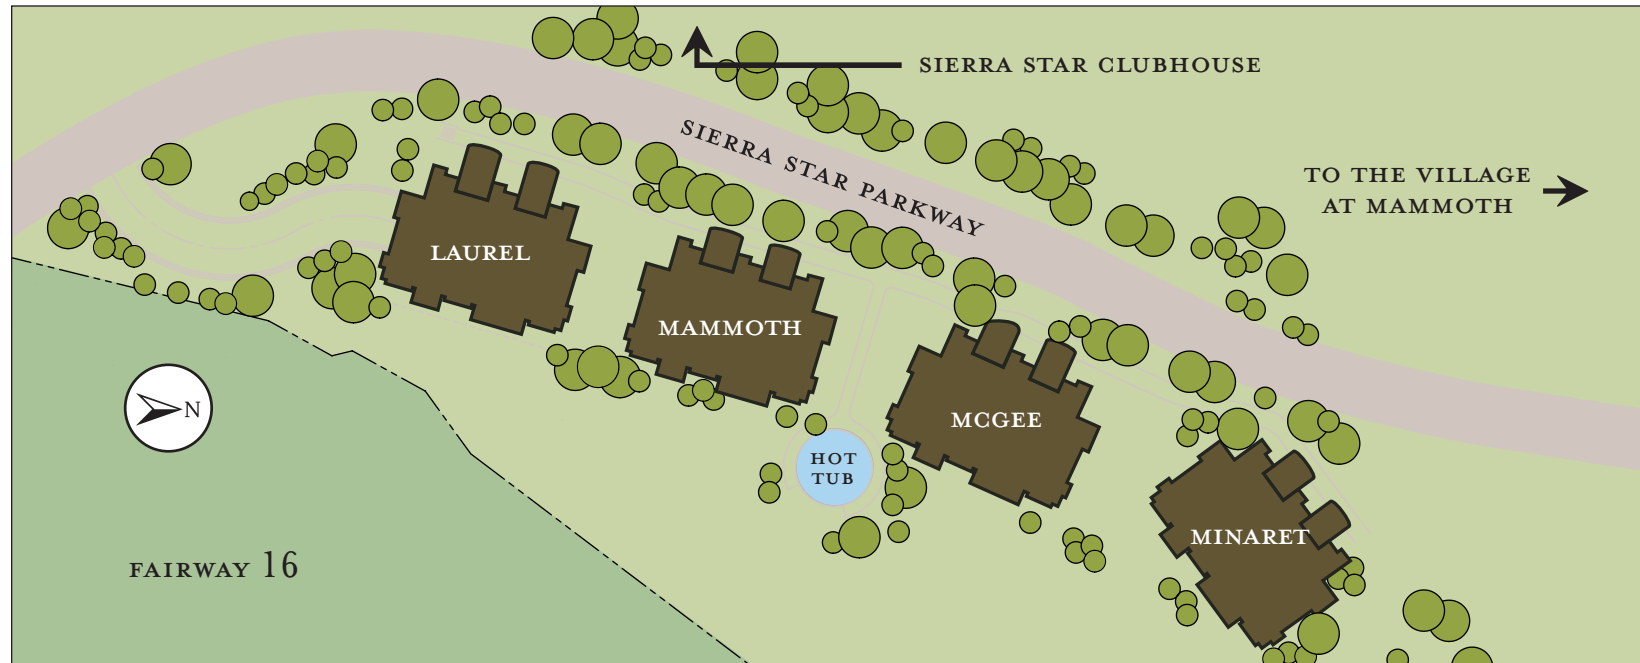 SIERRA STAR CLUBHOUSE
SIERRA STAR PARKWAY
TO THE VILLAGE
AT MAMMOTH
LAUREL
MAMMOTH
MCGEE
HOT
TUB
MINARET
N
FAIRWAY 16